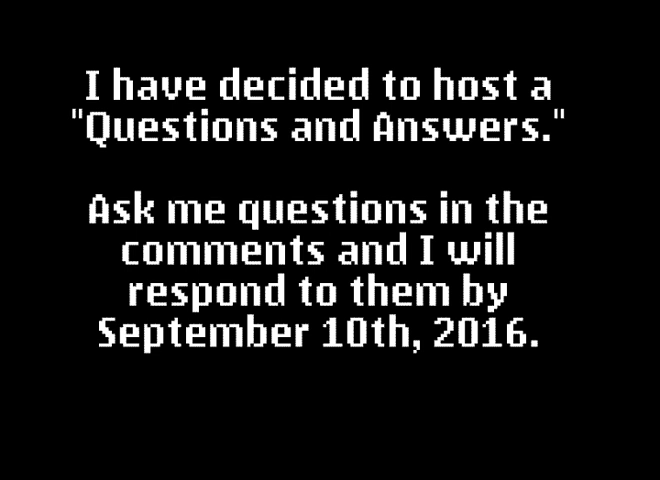 I have decided to host a
"Questions and Answers."
Ask me questions in the
comments and I will
respond to them by
September 10th, 2016.